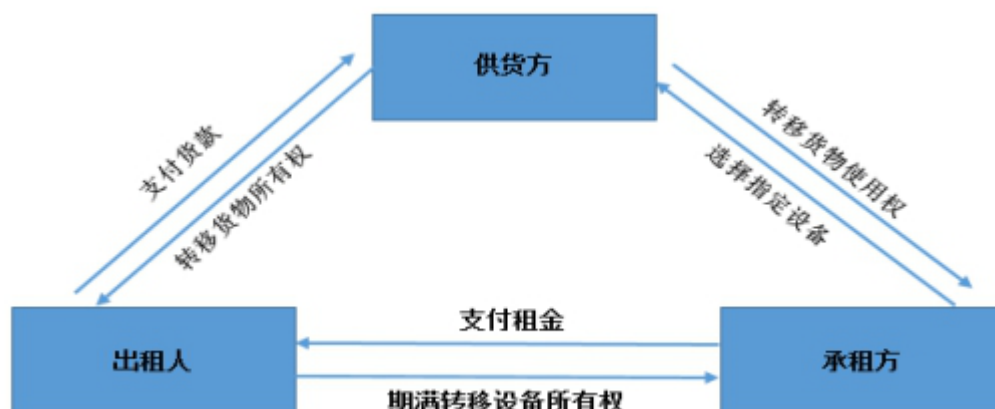 供货方
支付货款
转移货物所有权
转移货物使用权
选择指定设备
支付租金
出租人
承租方
期满转移设备所有权